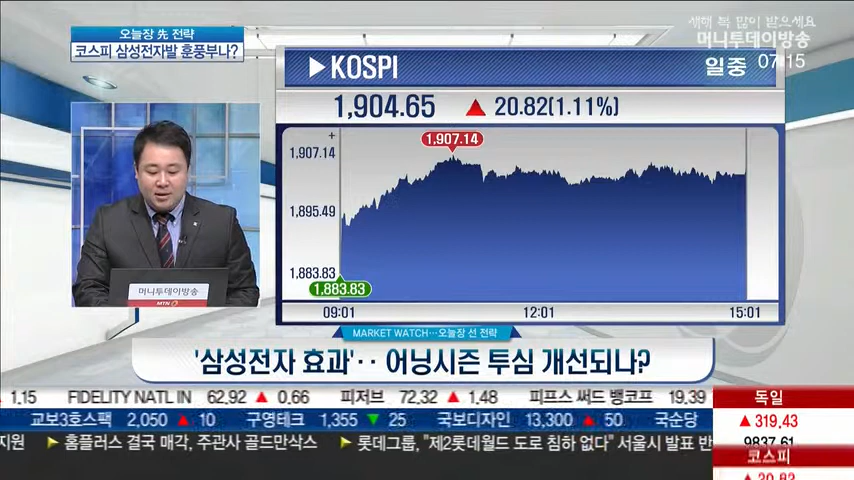 오늘장 先 전략
코스피 삼성전자발 훈풍부나?
새해 복 많이 받으세요
머니투데이방송
07:15
▶KOSPI
일중
1,904.65 ▲ 20.82(1.11%)
+
1,907.14
1,907.14
1,895.49
1,883.83
1,883.83
09:01 12:01 15:01
머니투데이방송
MTN
MARKET WATCH…오늘장 선 전략
'삼성전자 효과'‥ 어닝시즌 투심 개선되나?
1.15 FIDELITY NATL IN 62,92 ▲ 0,66 피저브 72,32 ▲ 1,48 피프스 써드 뱅코프 19,39
독일
▲319,43
9837,61
교보3호스팩 2,050 ▲ 10 구영테크 1,355 ▼ 25 국보디자인 13,300 ▲ 50 국순당
지원 ▶ 홈플러스 결국 매각, 주관사 골드만삭스 ▶ 롯데그룹, "제2롯데월드 도로 침하 없다" 서울시 발표 반
코스피
▲ 20,82